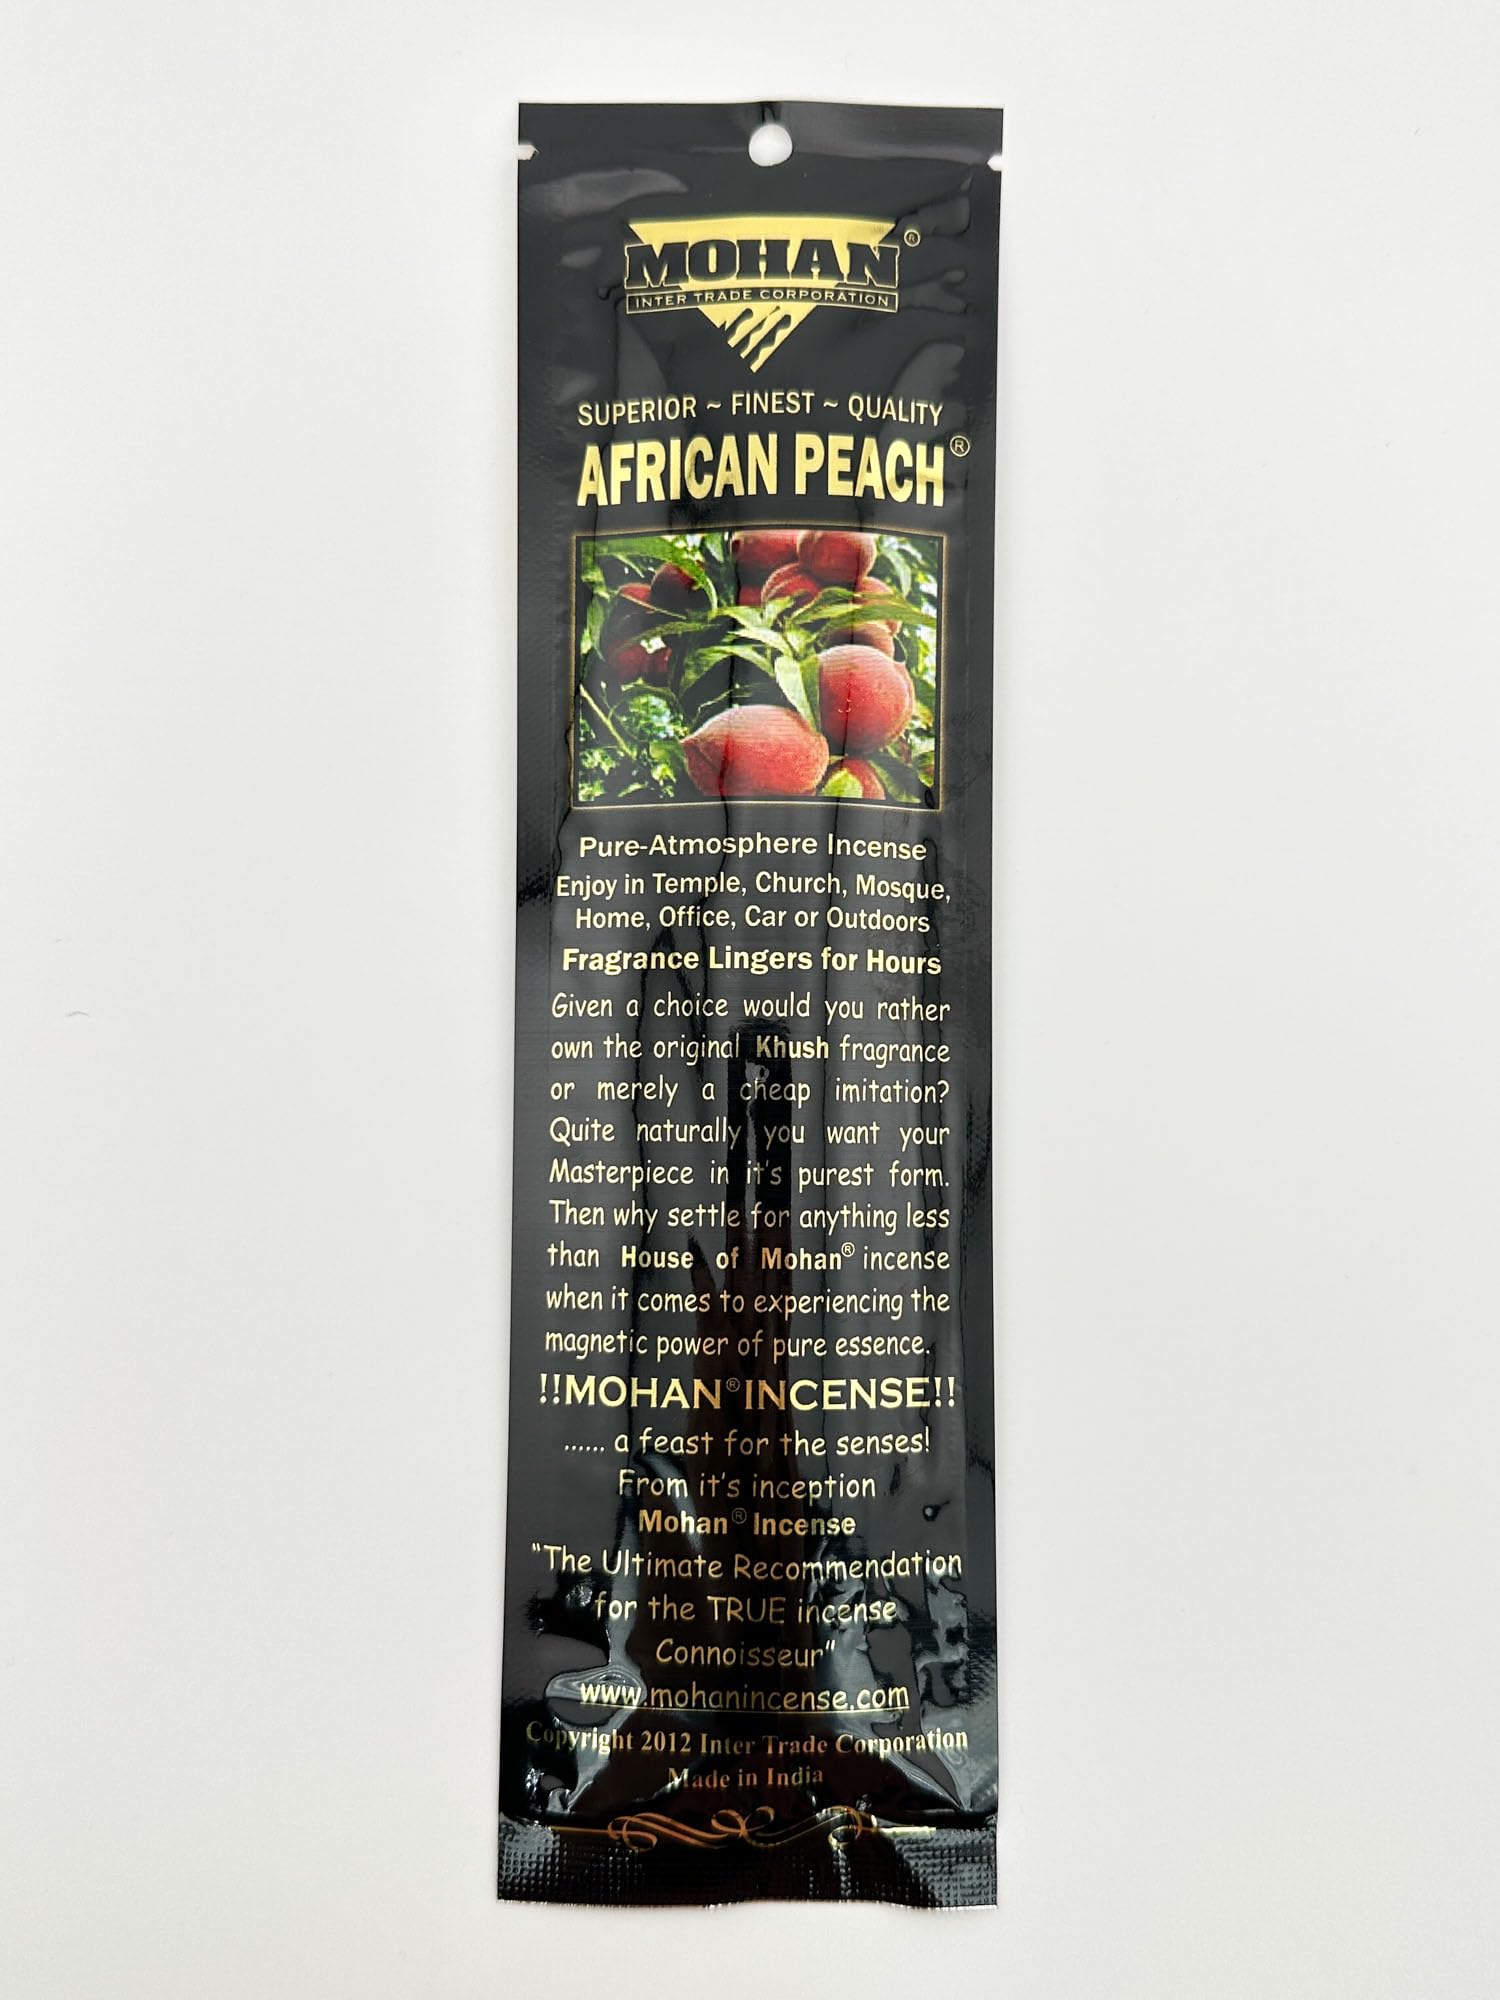 MOHAN®
INTER TRADE CORPORATION
SUPERIOR ~ FINEST ~ QUALITY
AFRICAN PEACH®
Pure-Atmosphere Incense
Enjoy in Temple, Church, Mosque,
Home, Office, Car or Outdoors
Fragrance Lingers for Hours
Given a choice would you rather
own the original Khush fragrance
or merely a cheap imitation?
Quite naturally you want your
Masterpiece in it's purest form.
Then why settle for anything less
than House of Mohan® incense
when it comes to experiencing the
magnetic power of pure essence.
!!MOHAN® INCENSE!!
...... a feast for the senses!
From it's inception
Mohan® Incense
"The Ultimate Recommendation
for the TRUE incense
Connoisseur"
www.mohanincense.com
Copyright 2012 Inter Trade Corporation
Made in India